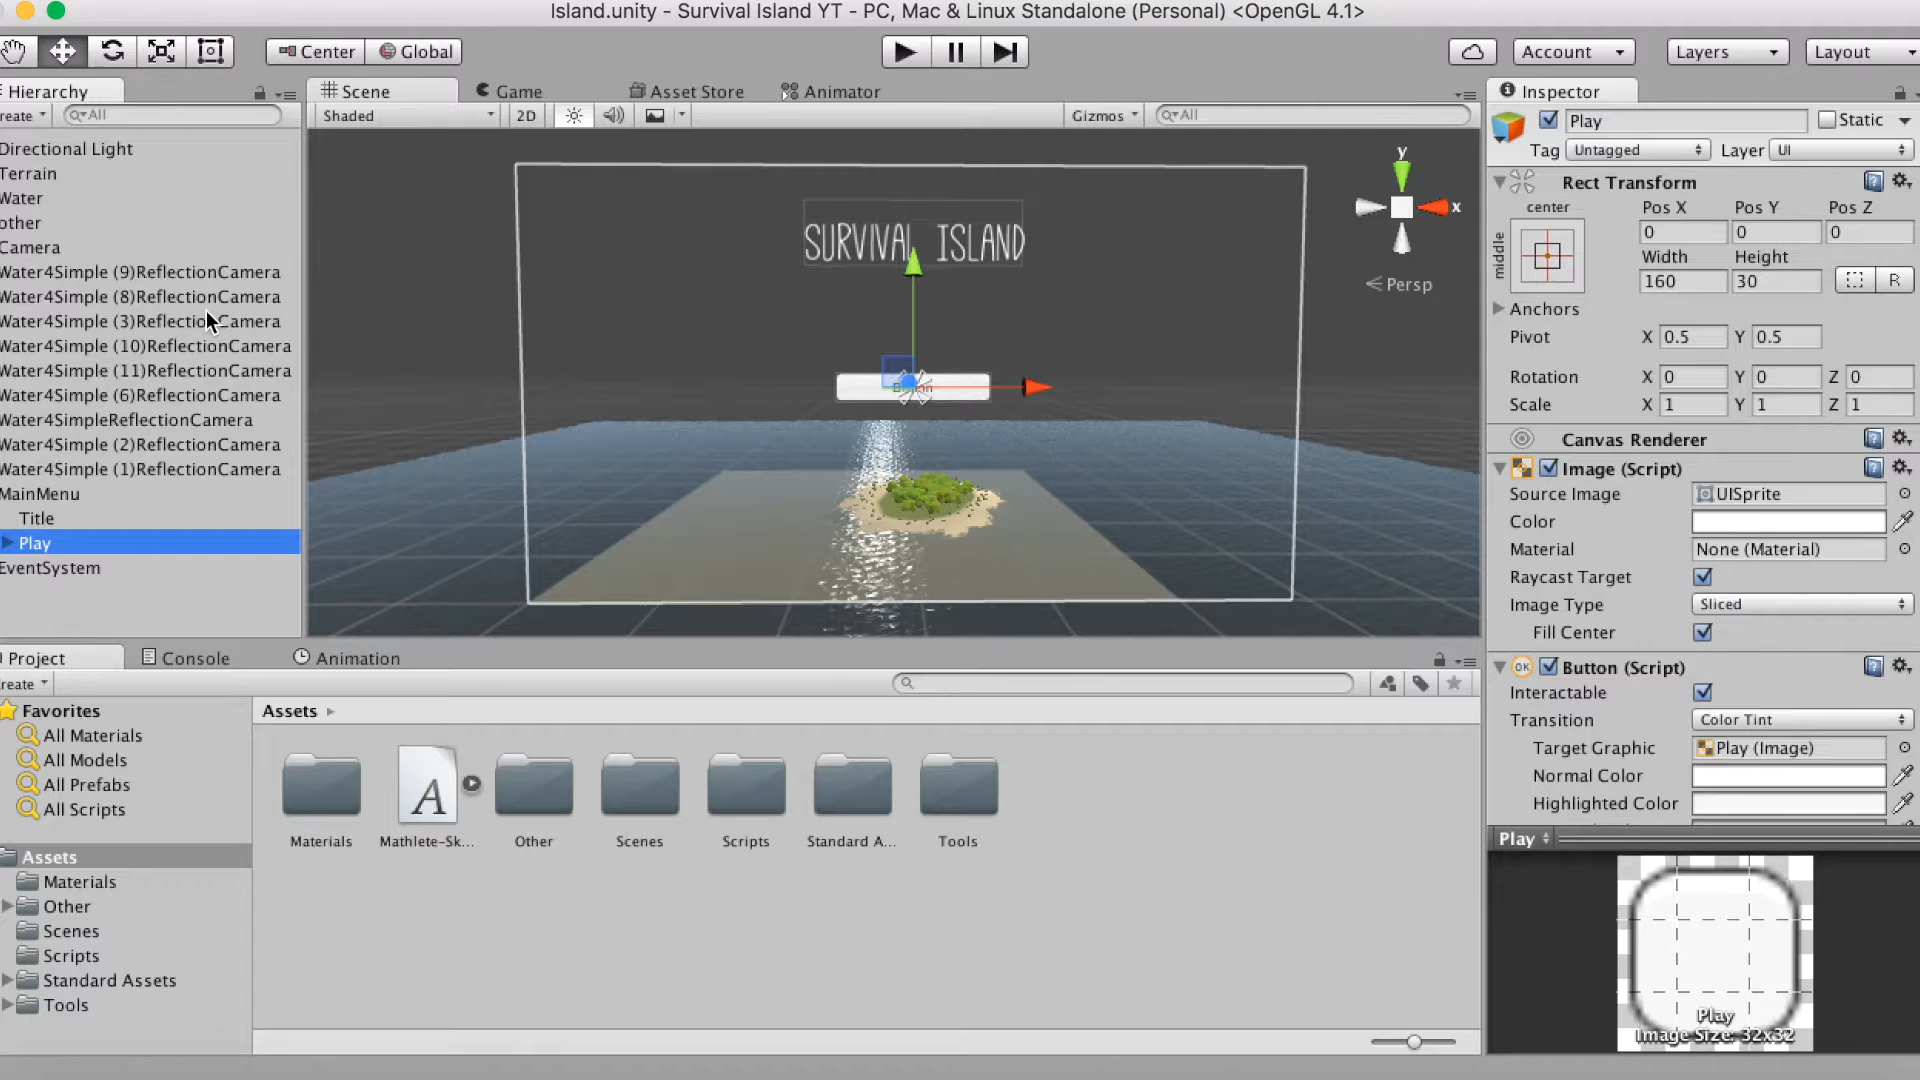 Island.unity - Survival Island YT - PC, Mac & Linux Standalone (Personal) <OpenGL 4.1>
Center Global Account Layers Layout
Hierarchy Scene Game Asset Store Animator Inspector
reate All Shaded 2D Gizmos All Play Static
Tag Untagged Layer UI
Directional Light
Terrain
Water
other
Camera
Water4Simple (9)ReflectionCamera
Water4Simple (8)ReflectionCamera
Water4Simple (3)ReflectionCamera
Water4Simple (10)ReflectionCamera
Water4Simple (11)ReflectionCamera
Water4Simple (6)ReflectionCamera
Water4SimpleReflectionCamera
Water4Simple (2)ReflectionCamera
Water4Simple (1)ReflectionCamera
MainMenu
Title
Play
EventSystem
SURVIVAL ISLAND
y
x
Persp
Rect Transform
center Pos X Pos Y Pos Z
middle 0 0 0
Width Height
160 30 R
Anchors
Pivot X 0.5 Y 0.5
Rotation X 0 Y 0 Z 0
Scale X 1 Y 1 Z 1
Canvas Renderer
Image (Script)
Source Image UISprite
Color
Material None (Material)
Raycast Target
Image Type Sliced
Fill Center
OK Button (Script)
Interactable
Transition Color Tint
Target Graphic Play (Image)
Normal Color
Highlighted Color
Play
Play
Image Size: 32x32
Project Console Animation
reate
Favorites
All Materials
All Models
All Prefabs
All Scripts
Assets
Materials
Other
Scenes
Scripts
Standard Assets
Tools
Assets
A
Materials Mathlete-Sk... Other Scenes Scripts Standard A... Tools